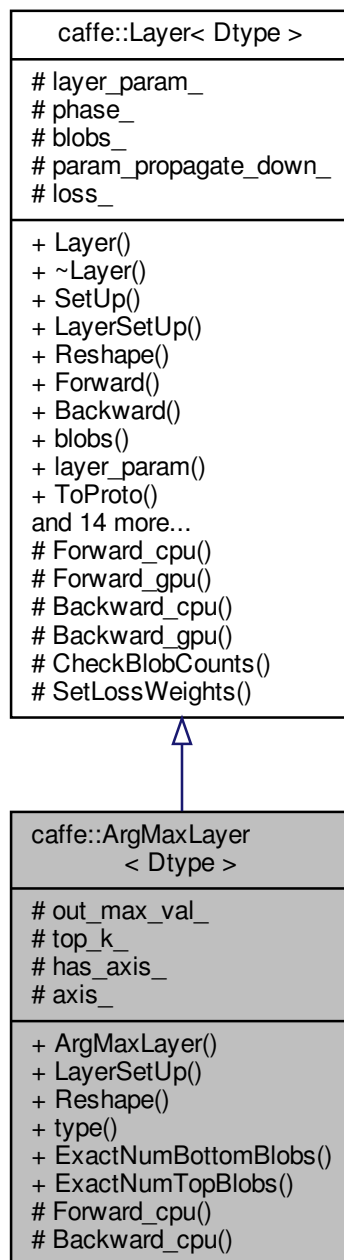 caffe::Layer< Dtype >
# layer_param_
# phase_
# blobs_
# param_propagate_down_
# loss_
+ Layer()
+ ~Layer()
+ SetUp()
+ LayerSetUp()
+ Reshape()
+ Forward()
+ Backward()
+ blobs()
+ layer_param()
+ ToProto()
and 14 more...
# Forward_cpu()
# Forward_gpu()
# Backward_cpu()
# Backward_gpu()
# CheckBlobCounts()
# SetLossWeights()
caffe::ArgMaxLayer
< Dtype >
# out_max_val_
# top_k_
# has_axis_
# axis_
+ ArgMaxLayer()
+ LayerSetUp()
+ Reshape()
+ type()
+ ExactNumBottomBlobs()
+ ExactNumTopBlobs()
# Forward_cpu()
# Backward_cpu()